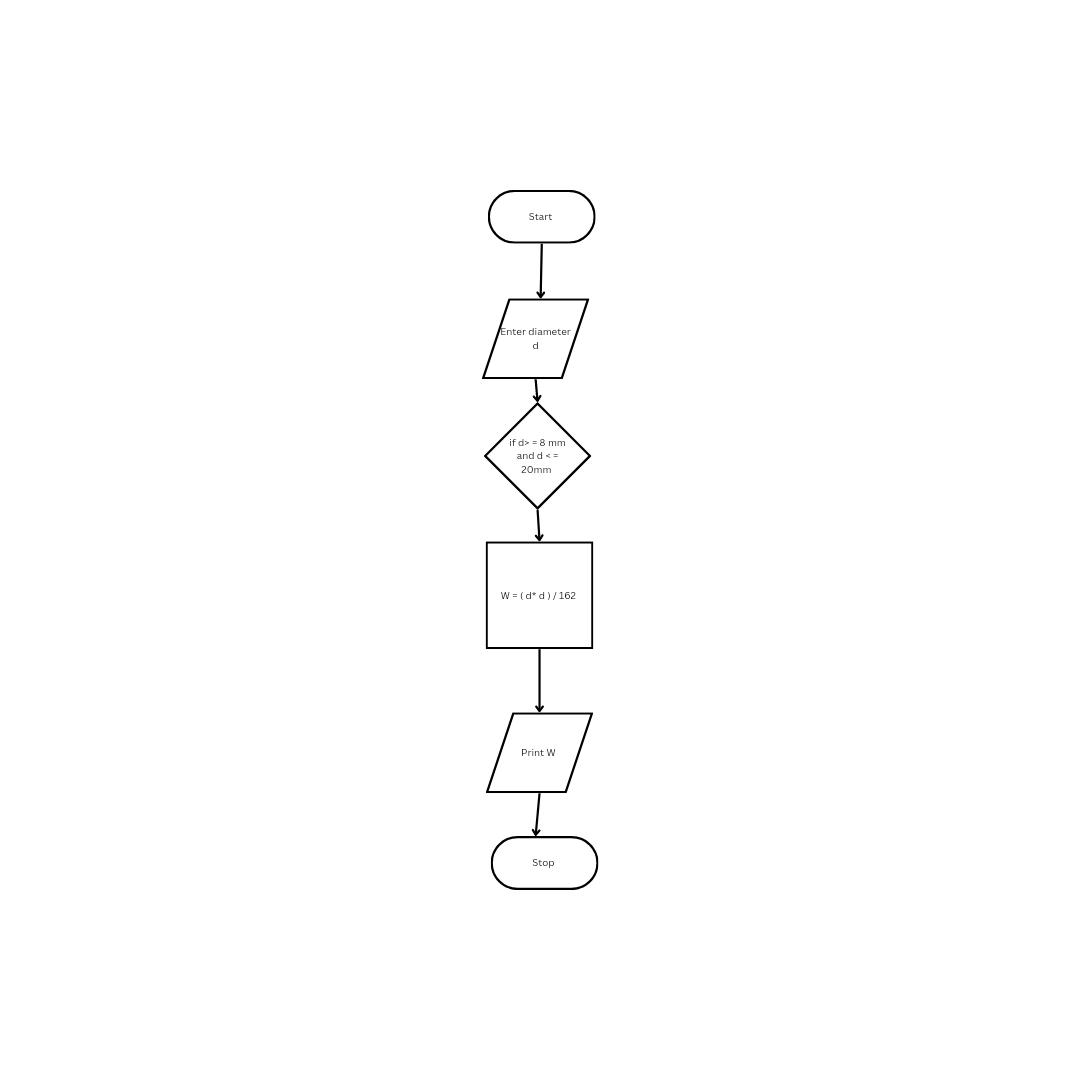 Start
Enter diameter
d
if d> = 8 mm
and d < =
20mm
W = ( d* d ) / 162
Print W
Stop